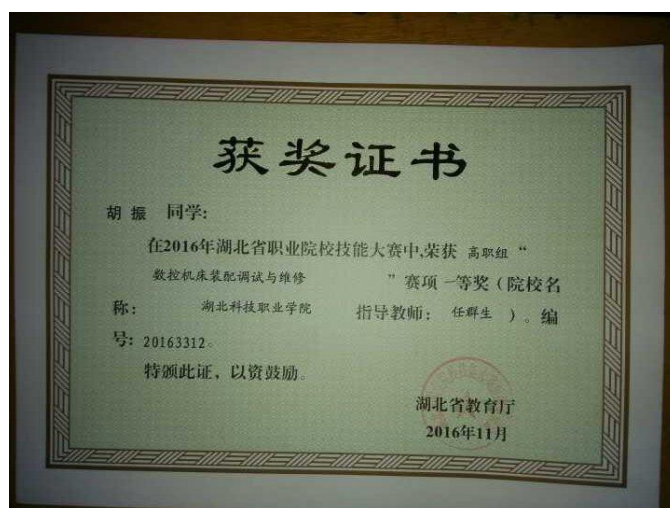 获奖证书
胡振 同学:
在2016年湖北省职业院校技能大赛中,荣获 高职组 “
数控机床装配调试与维修 ” 赛项 一等奖 (院校名
称: 湖北科技职业学院 指导教师: 任群生 )。编
号: 20163312。
特颁此证、以资鼓励。
湖北省教育厅
2016年11月